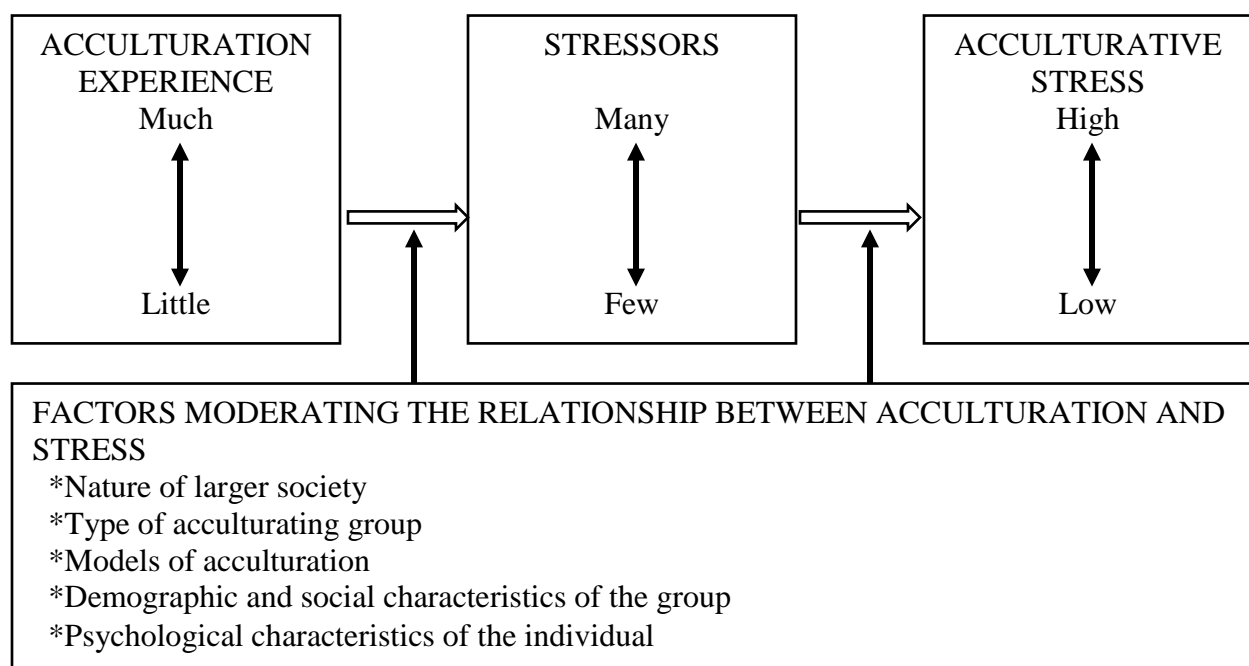 ACCULTURATION
EXPERIENCE
Much
Little
STRESSORS
Many
Few
ACCULTURATIVE
STRESS
High
Low
FACTORS MODERATING THE RELATIONSHIP BETWEEN ACCULTURATION AND
STRESS
*Nature of larger society
*Type of acculturating group
*Models of acculturation
*Demographic and social characteristics of the group
*Psychological characteristics of the individual